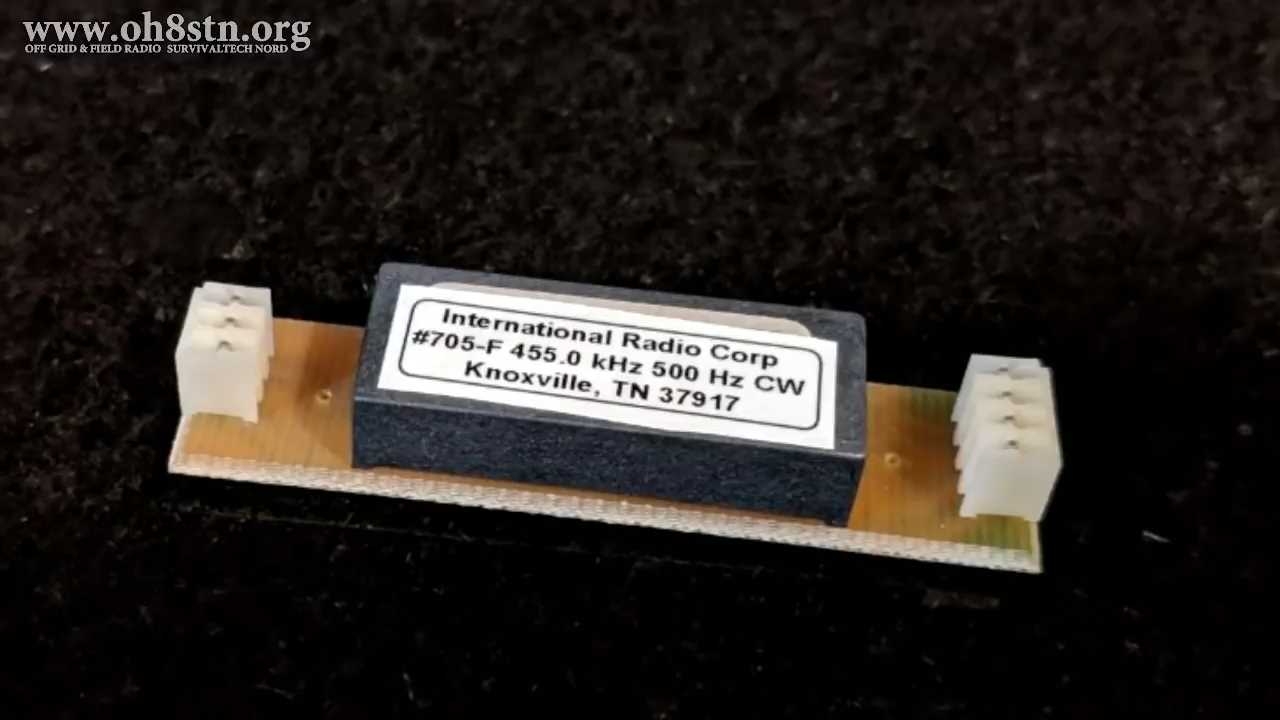 www.oh8stn.org
OFF GRID & FIELD RADIO SURVIVALTECH NORD
International Radio Corp
#705-F 455.0 kHz 500 Hz CW
Knoxville, TN 37917